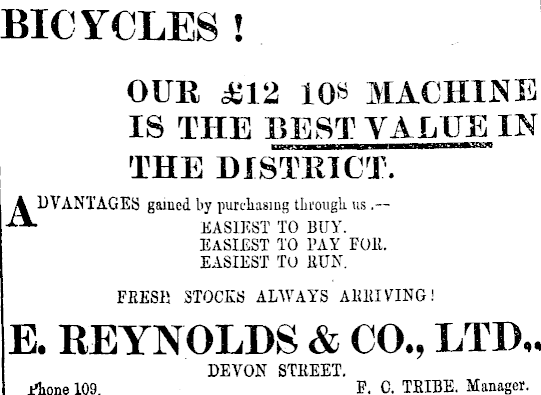 BICYCLES !
OUR £12 10s MACHINE
IS THE BEST VALUE IN
THE DISTRICT.
ADVANTAGES gained by purchasing through us .--
EASIEST TO BUY.
EASIEST TO PAY FOR.
EASIEST TO RUN.
FRESH STOCKS ALWAYS ARRIVING!
E. REYNOLDS & CO., LTD.,
DEVON STREET.
Phone 109. F. C. TRIBE. Manager.